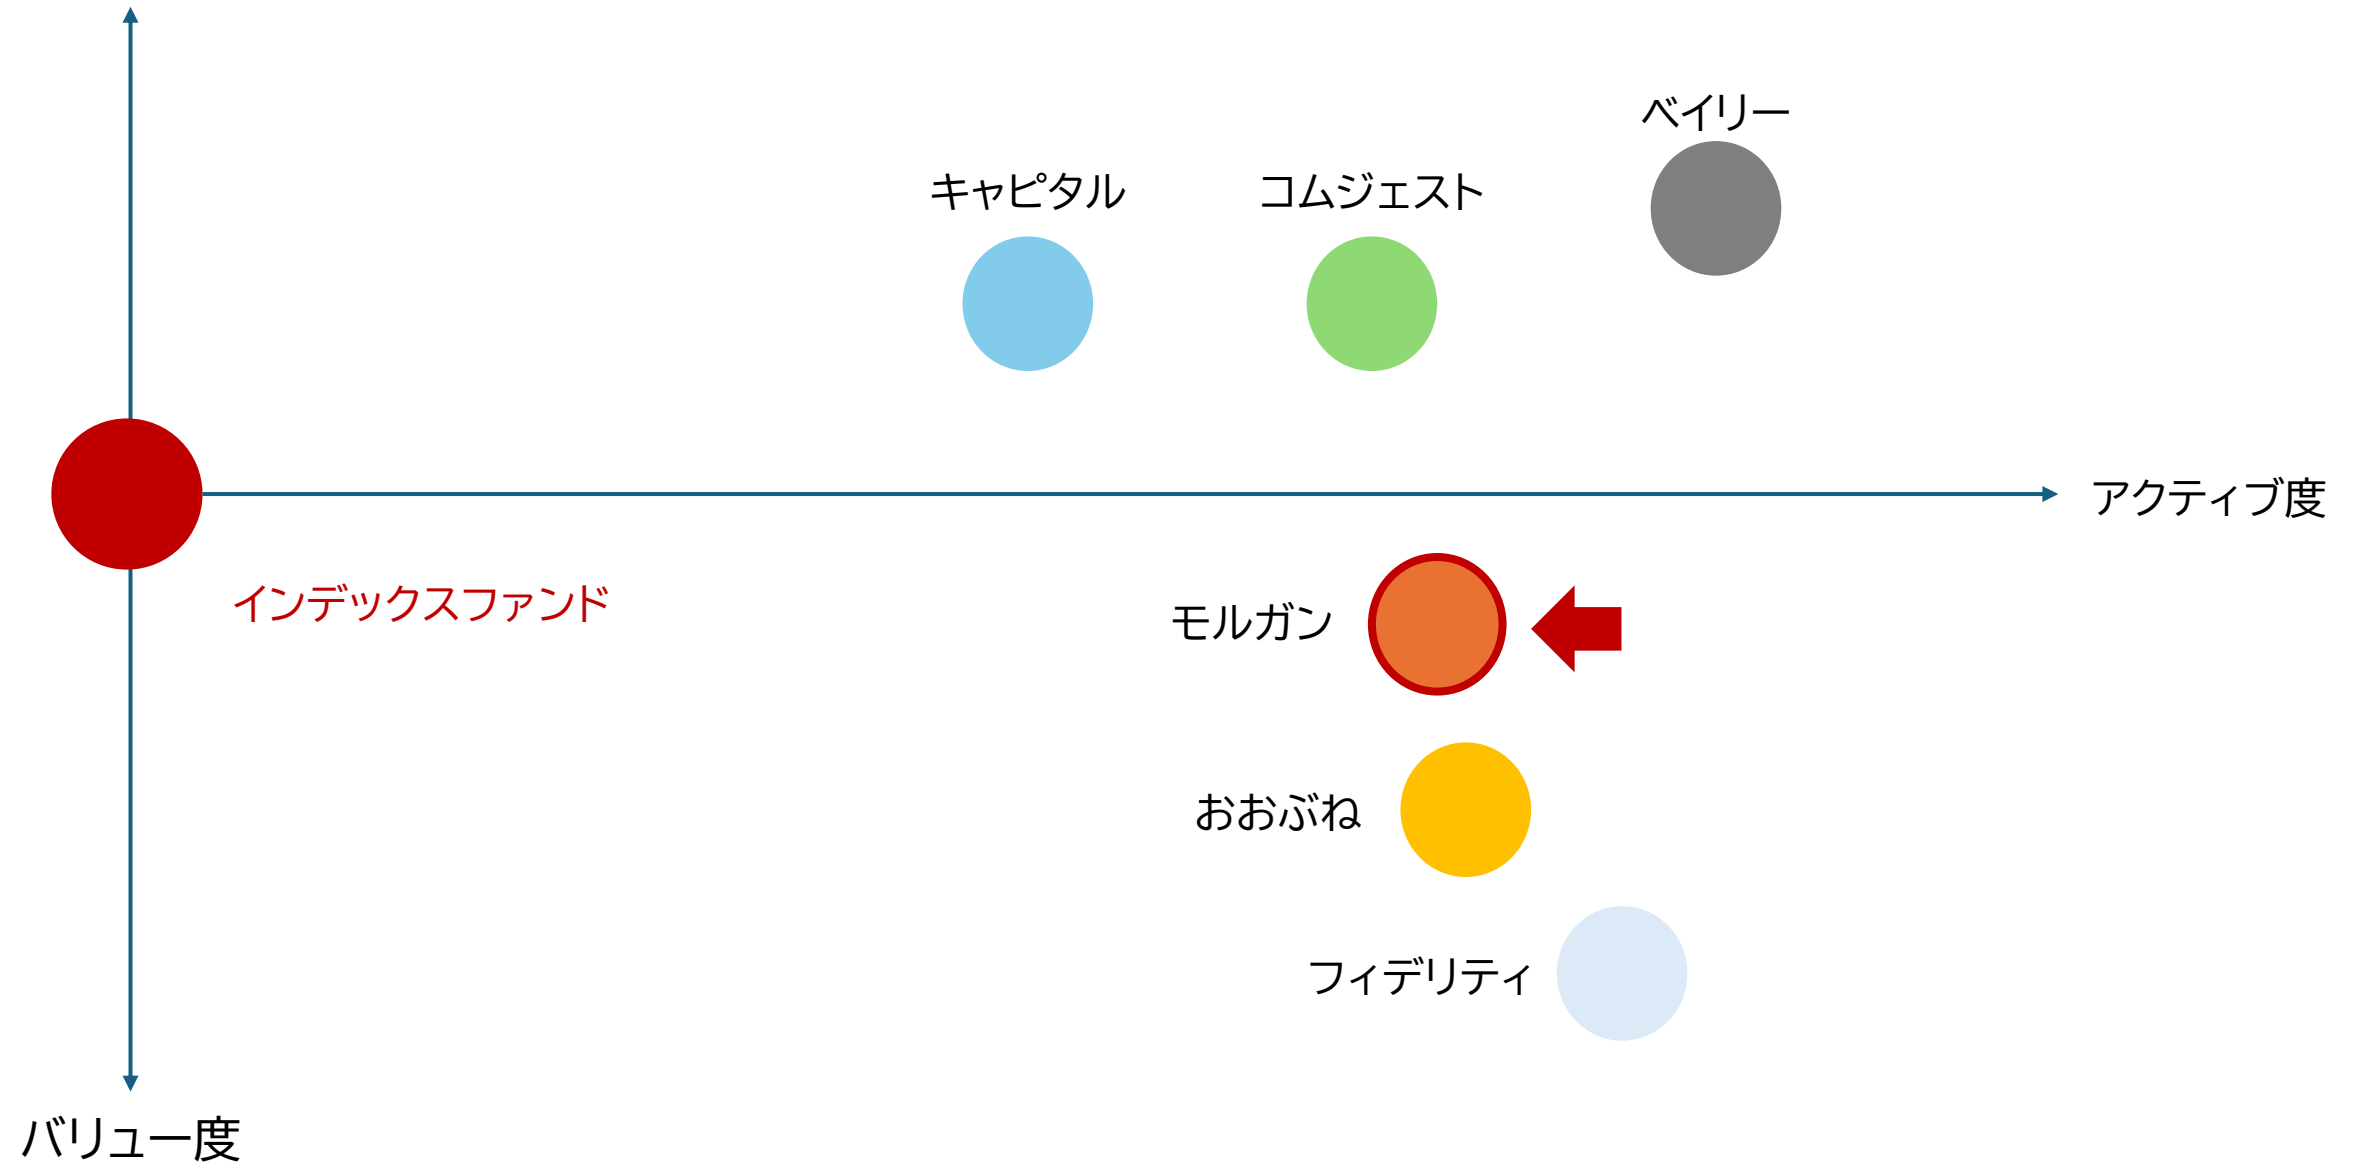 ベイリー
キャピタル
コムジェスト
アクティブ度
インデックスファンド
モルガン
おおぶね
フィデリティ
バリュー度